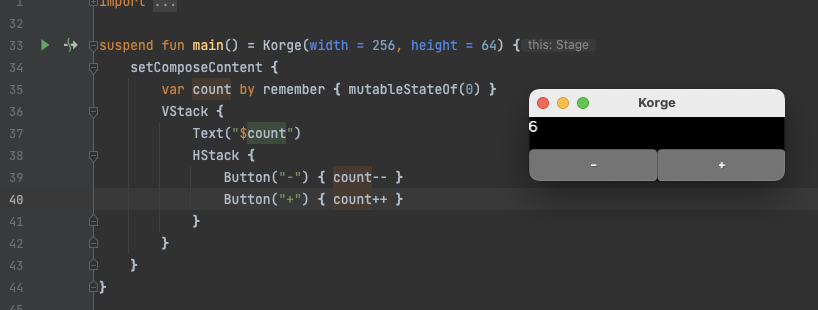 1 import ...
32
33 suspend fun main() = Korge(width = 256, height = 64) { this: Stage
34 setComposeContent {
35 var count by remember { mutableStateOf(0) }
36 VStack {
37 Text("$count")
38 HStack {
39 Button("-") { count-- }
40 Button("+") { count++ }
41 }
42 }
43 }
44 }
45
Korge
6
- +